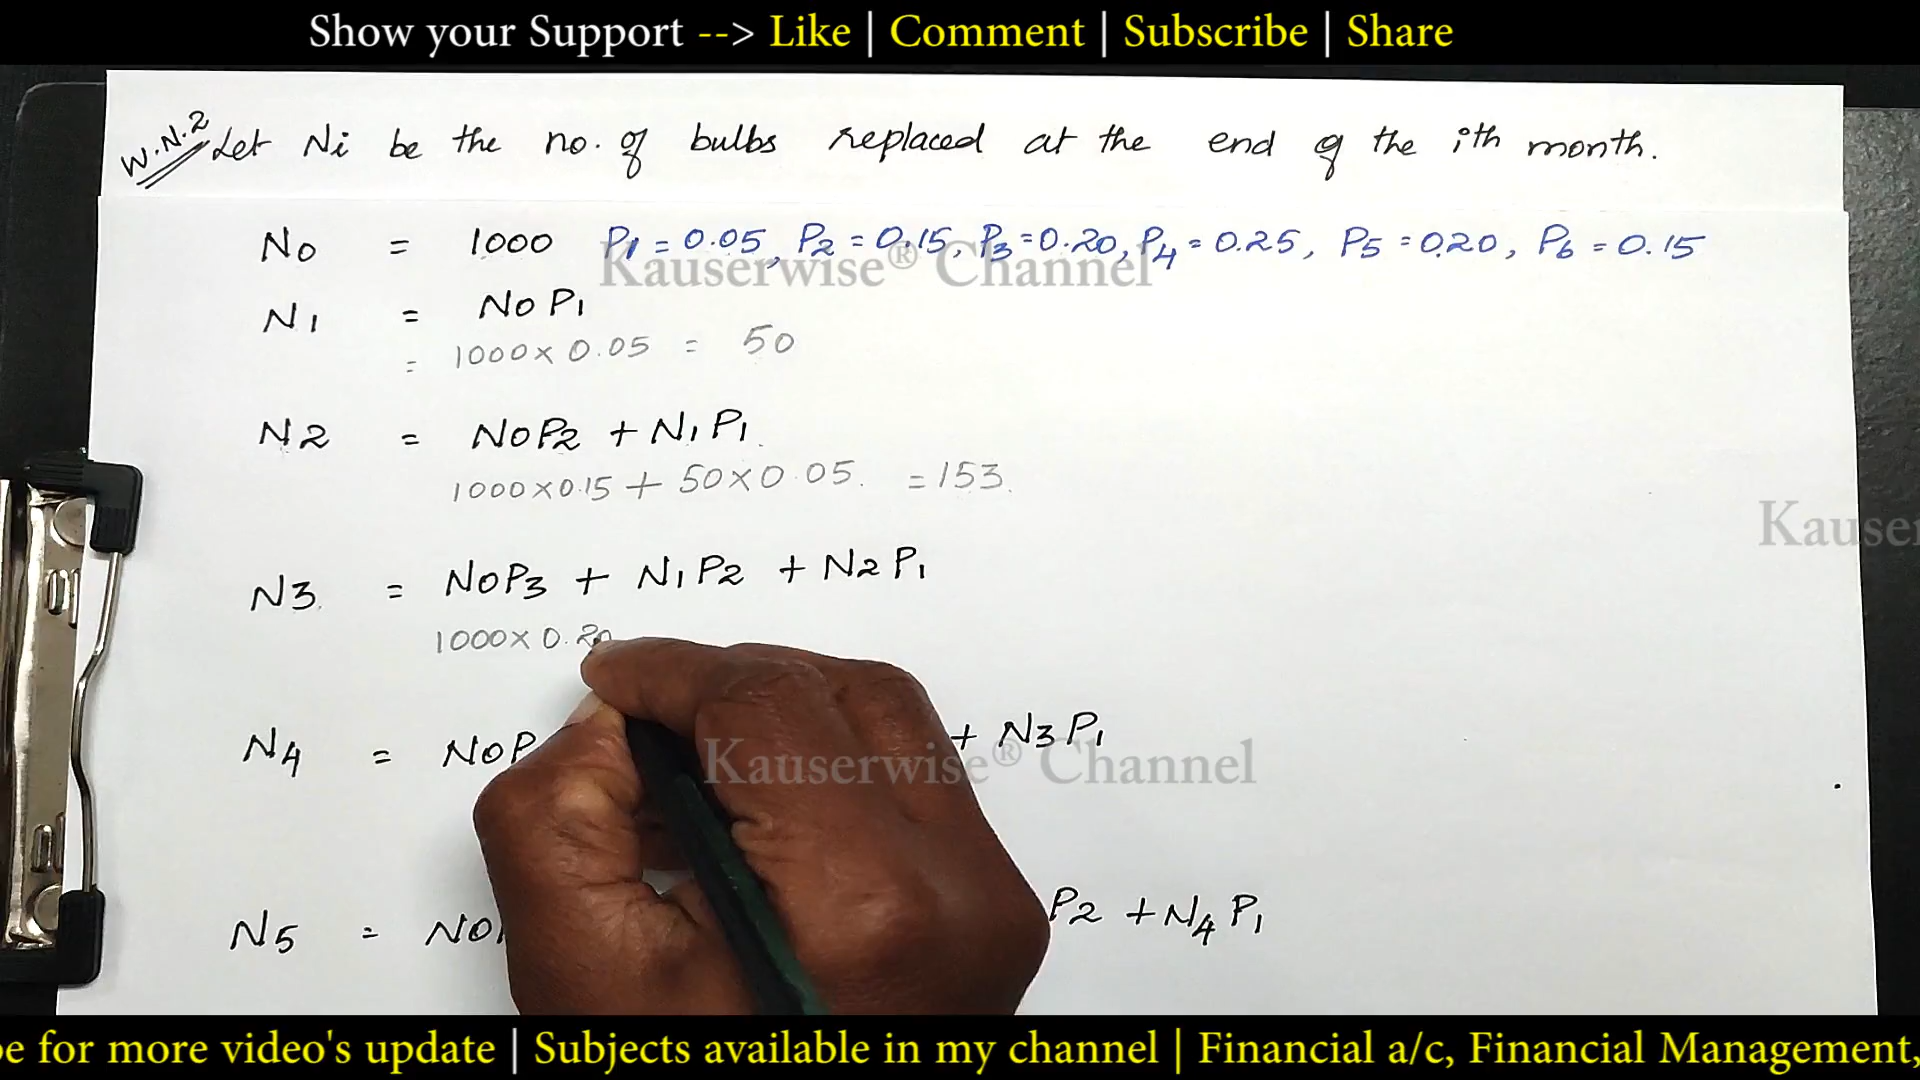 Show your Support --> Like | Comment | Subscribe | Share
W.N.2 Let Ni be the no. of bulbs replaced at the end of the ith month.
N0 = 1000 P1 = 0.05, P2 = 0.15, P3 = 0.20, P4 = 0.25, P5 = 0.20, P6 = 0.15
Kauserwise® Channel
N1 = N0 P1
= 1000 × 0.05 = 50
N2 = N0P2 + N1P1
1000 × 0.15 + 50 × 0.05. = 153.
Kauser
N3 = N0P3 + N1P2 + N2P1
1000 × 0.20
N4 = N0P + N3P1
Kauserwise® Channel
N5 = N0 P2 + N4P1
be for more video's update | Subjects available in my channel | Financial a/c, Financial Management,